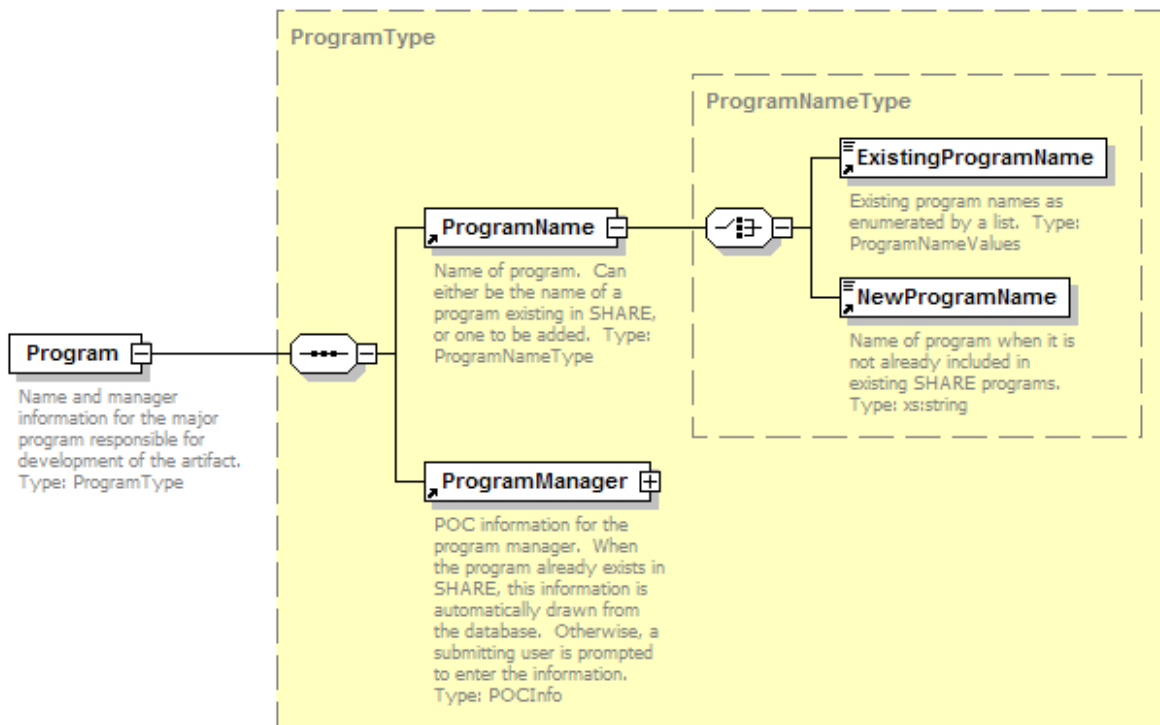 ProgramType
ProgramNameType
ExistingProgramName
Existing program names as
enumerated by a list. Type:
ProgramNameValues
ProgramName
Name of program. Can
either be the name of a
program existing in SHARE,
or one to be added. Type:
ProgramNameType
NewProgramName
Name of program when it is
not already included in
existing SHARE programs.
Type: xs:string
Program
Name and manager
information for the major
program responsible for
development of the artifact.
Type: ProgramType
ProgramManager
POC information for the
program manager. When
the program already exists in
SHARE, this information is
automatically drawn from
the database. Otherwise, a
submitting user is prompted
to enter the information.
Type: POCInfo